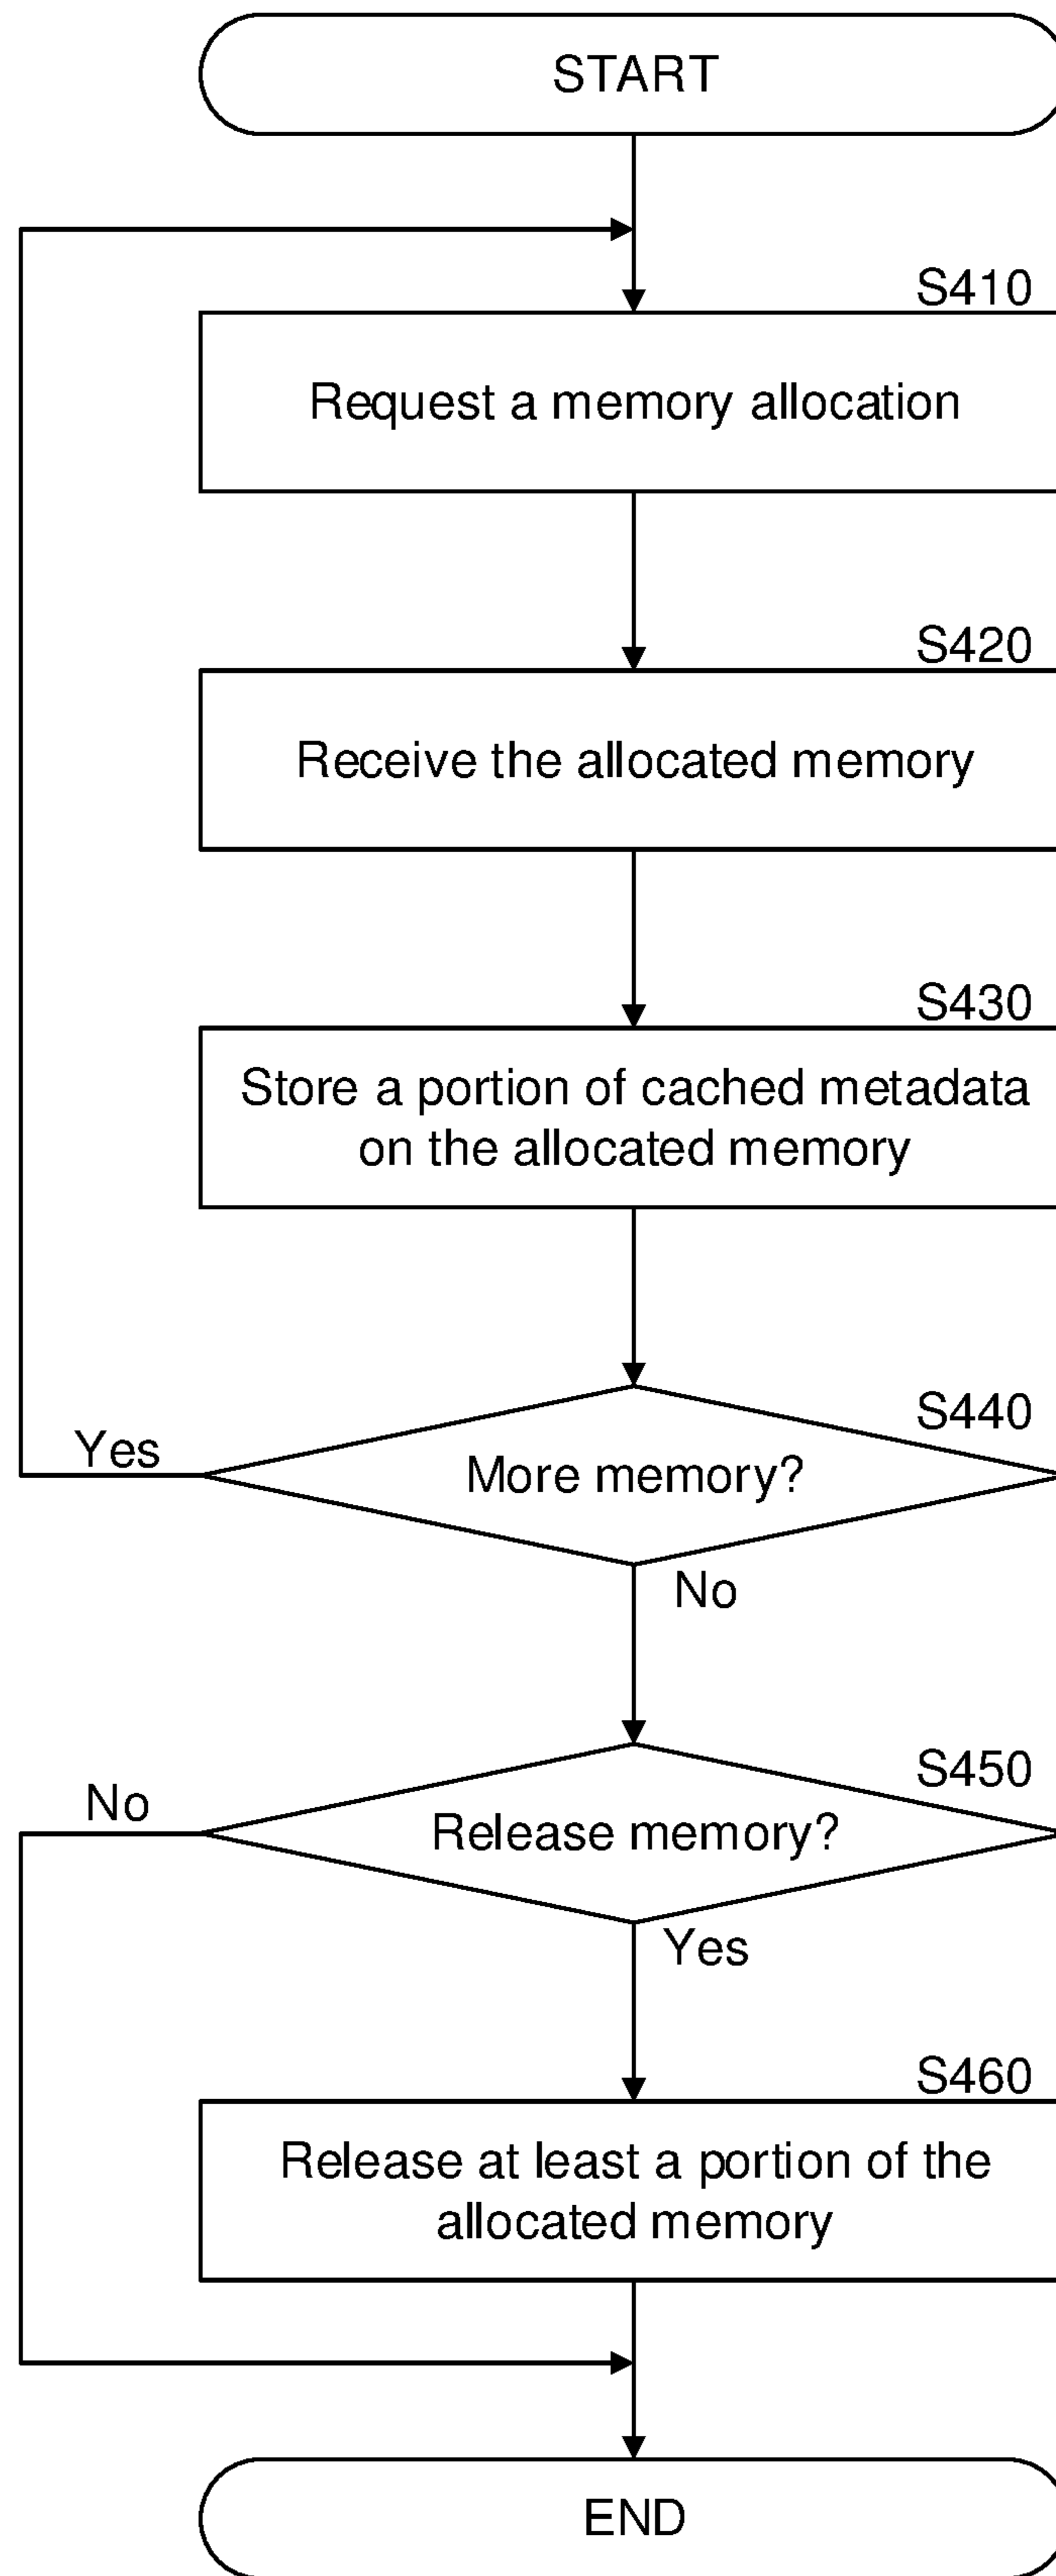 START
S410
Request a memory allocation
S420
Receive the allocated memory
S430
Store a portion of cached metadata
on the allocated memory
S440
Yes
More memory?
No
S450
No
Release memory?
Yes
S460
Release at least a portion of the
allocated memory
END